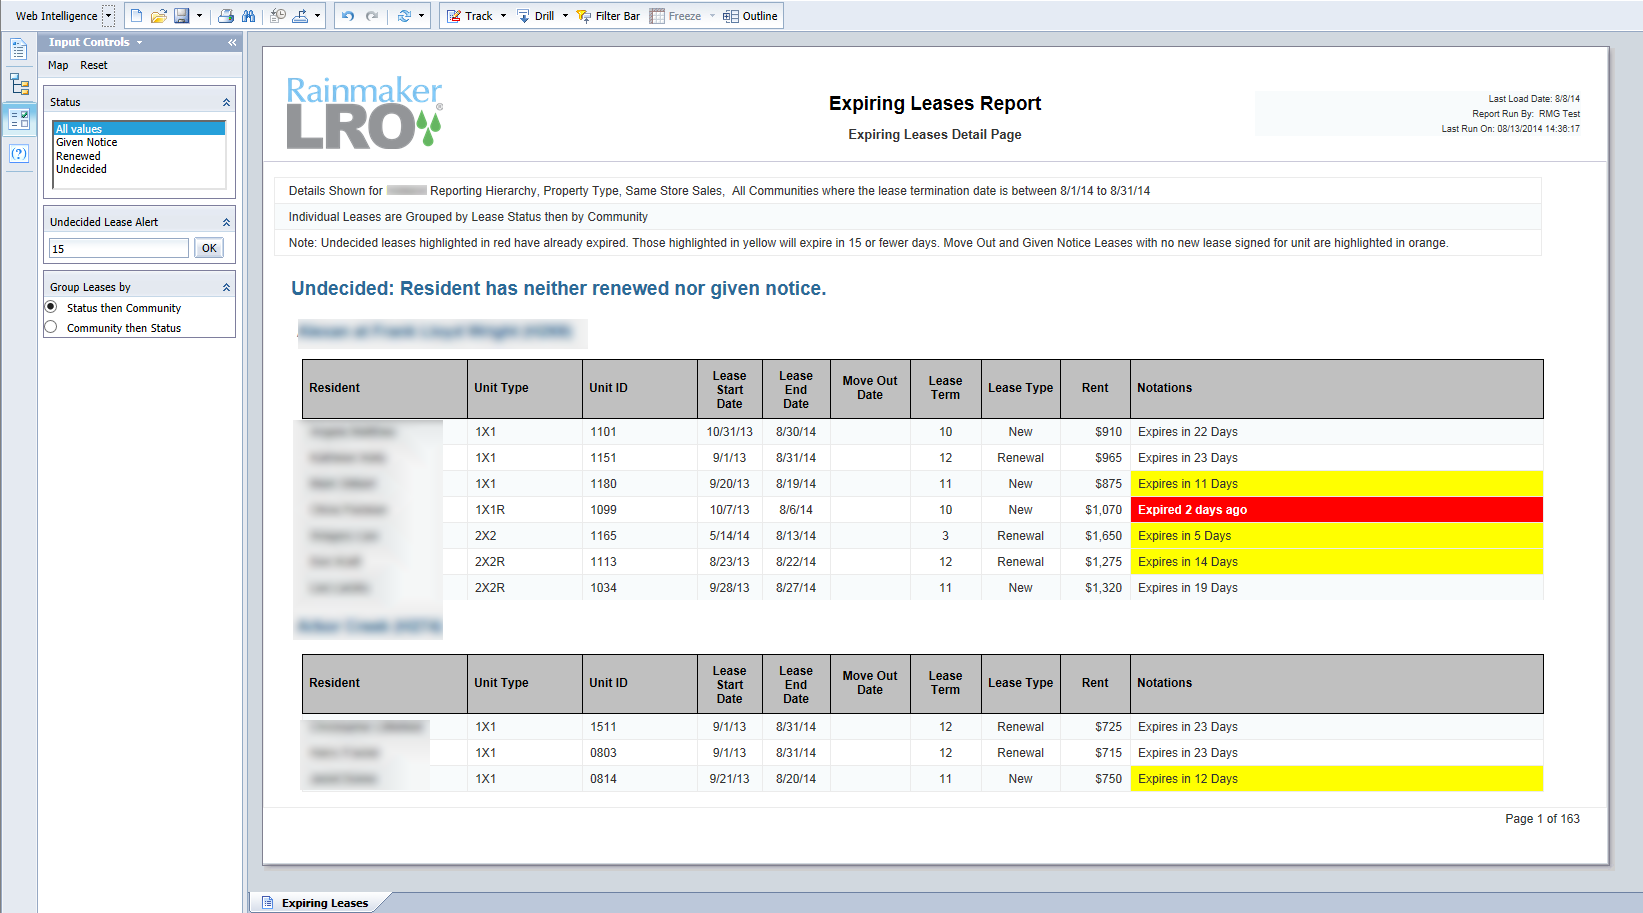 Web Intelligence
Track
Drill
Filter Bar
Freeze
Outline
Input Controls
Map Reset
Status
All values
Given Notice
Renewed
Undecided
Undecided Lease Alert
15 OK
Group Leases by
Status then Community
Community then Status
Rainmaker
LRO®
Expiring Leases Report
Expiring Leases Detail Page
Last Load Date: 8/8/14
Report Run By: RMG Test
Last Run On: 08/13/2014 14:36:17
Details Shown for Reporting Hierarchy, Property Type, Same Store Sales, All Communities where the lease termination date is between 8/1/14 to 8/31/14
Individual Leases are Grouped by Lease Status then by Community
Note: Undecided leases highlighted in red have already expired. Those highlighted in yellow will expire in 15 or fewer days. Move Out and Given Notice Leases with no new lease signed for unit are highlighted in orange.
Undecided: Resident has neither renewed nor given notice.
Resident Unit Type Unit ID Lease Start Date Lease End Date Move Out Date Lease Term Lease Type Rent Notations
1X1 1101 10/31/13 8/30/14 10 New $910 Expires in 22 Days
1X1 1151 9/1/13 8/31/14 12 Renewal $965 Expires in 23 Days
1X1 1180 9/20/13 8/19/14 11 New $875 Expires in 11 Days
1X1R 1099 10/7/13 8/6/14 10 New $1,070 Expired 2 days ago
2X2 1165 5/14/14 8/13/14 3 Renewal $1,650 Expires in 5 Days
2X2R 1113 8/23/13 8/22/14 12 Renewal $1,275 Expires in 14 Days
2X2R 1034 9/28/13 8/27/14 11 New $1,320 Expires in 19 Days
Resident Unit Type Unit ID Lease Start Date Lease End Date Move Out Date Lease Term Lease Type Rent Notations
1X1 1511 9/1/13 8/31/14 12 Renewal $725 Expires in 23 Days
1X1 0803 9/1/13 8/31/14 12 Renewal $715 Expires in 23 Days
1X1 0814 9/21/13 8/20/14 11 New $750 Expires in 12 Days
Page 1 of 163
Expiring Leases